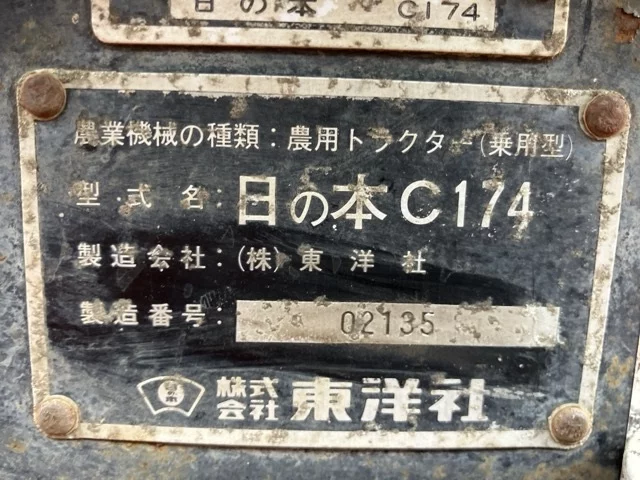 日の本 C174
農業機械の種類：農用トラクター(乗用型)
型式名：日の本C174
製造会社：(株)東洋社
製造番号：02135
株式会社 東洋社